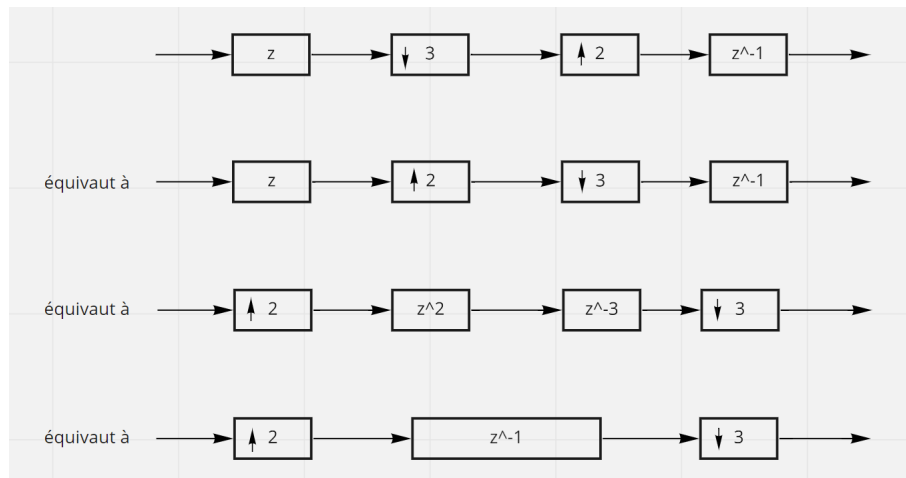 z ↓ 3 ↑ 2 z^-1
équivaut à z ↑ 2 ↓ 3 z^-1
équivaut à ↑ 2 z^2 z^-3 ↓ 3
équivaut à ↑ 2 z^-1 ↓ 3